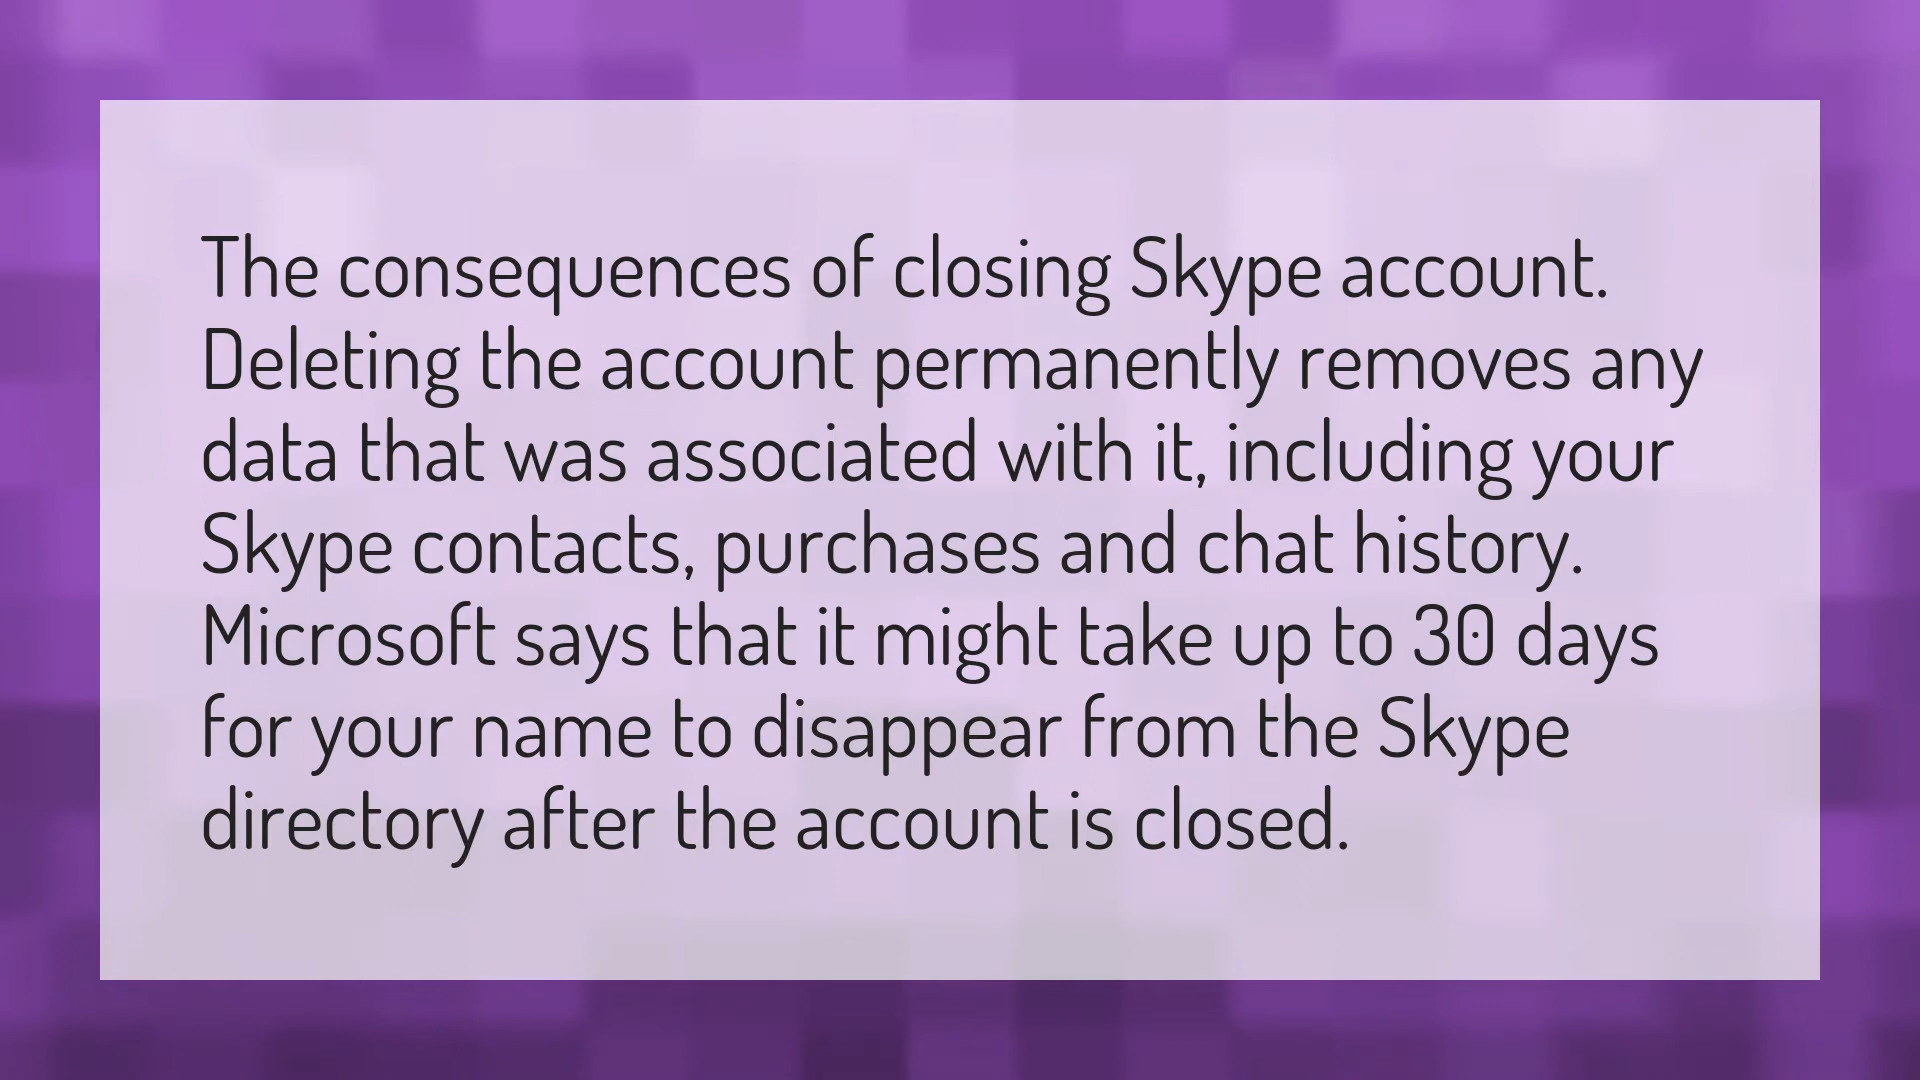 The consequences of closing Skype account.
Deleting the account permanently removes any
data that was associated with it, including your
Skype contacts, purchases and chat history.
Microsoft says that it might take up to 30 days
for your name to disappear from the Skype
directory after the account is closed.